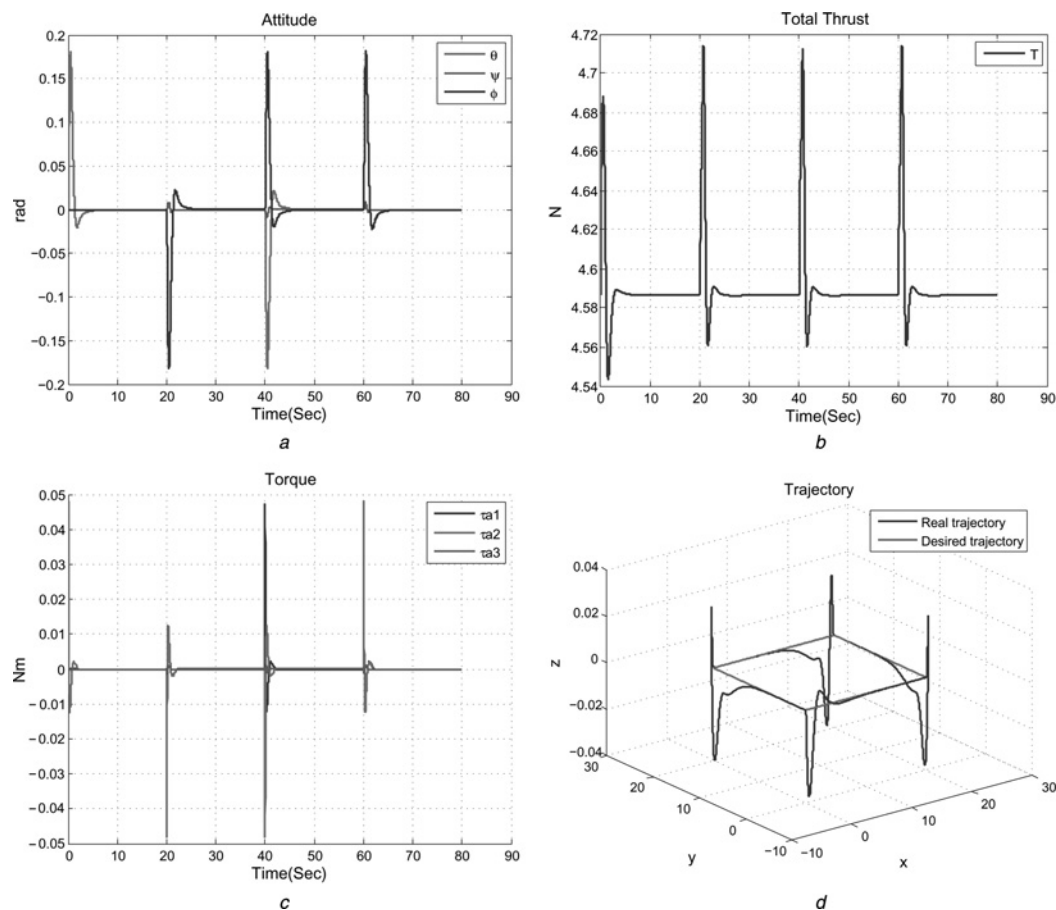 Attitude
0.2
0.15
0.1
0.05
0
−0.05
−0.1
−0.15
−0.2
rad
θ
ψ
ϕ
0 10 20 30 40 50 60 70 80 90
Time(Sec)
a
Total Thrust
4.72
4.7
4.68
4.66
4.64
4.62
4.6
4.58
4.56
4.54
N
T
0 10 20 30 40 50 60 70 80 90
Time(Sec)
b
Torque
0.05
0.04
0.03
0.02
0.01
0
−0.01
−0.02
−0.03
−0.04
−0.05
Nm
τa1
τa2
τa3
0 10 20 30 40 50 60 70 80 90
Time(Sec)
c
Trajectory
Real trajectory
Desired trajectory
0.04
0.02
0
−0.02
−0.04
z
30
20
10
0
−10
y
−10
0
10
20
30
x
d